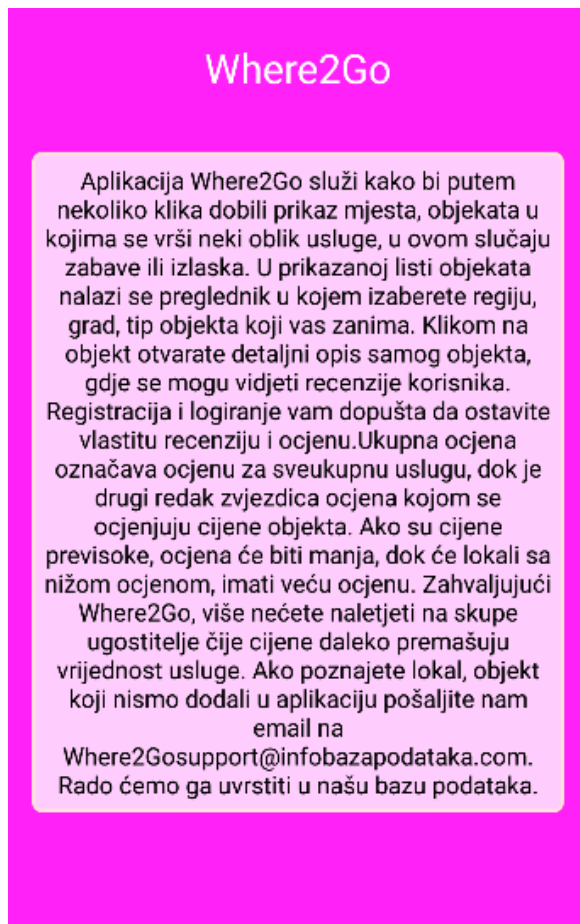 Where2Go
Aplikacija Where2Go služi kako bi putem
nekoliko klika dobili prikaz mjesta, objekata u
kojima se vrši neki oblik usluge, u ovom slučaju
zabave ili izlaska. U prikazanoj listi objekata
nalazi se preglednik u kojem izaberete regiju,
grad, tip objekta koji vas zanima. Klikom na
objekt otvarate detaljni opis samog objekta,
gdje se mogu vidjeti recenzije korisnika.
Registracija i logiranje vam dopušta da ostavite
vlastitu recenziju i ocjenu.Ukupna ocjena
označava ocjenu za sveukupnu uslugu, dok je
drugi redak zvjezdica ocjena kojom se
ocjenjuju cijene objekta. Ako su cijene
previsoke, ocjena će biti manja, dok će lokali sa
nižom ocjenom, imati veću ocjenu. Zahvaljujući
Where2Go, više nećete naletjeti na skupe
ugostitelje čije cijene daleko premašuju
vrijednost usluge. Ako poznajete lokal, objekt
koji nismo dodali u aplikaciju pošaljite nam
email na
Where2Gosupport@infobazapodataka.com.
Rado ćemo ga uvrstiti u našu bazu podataka.